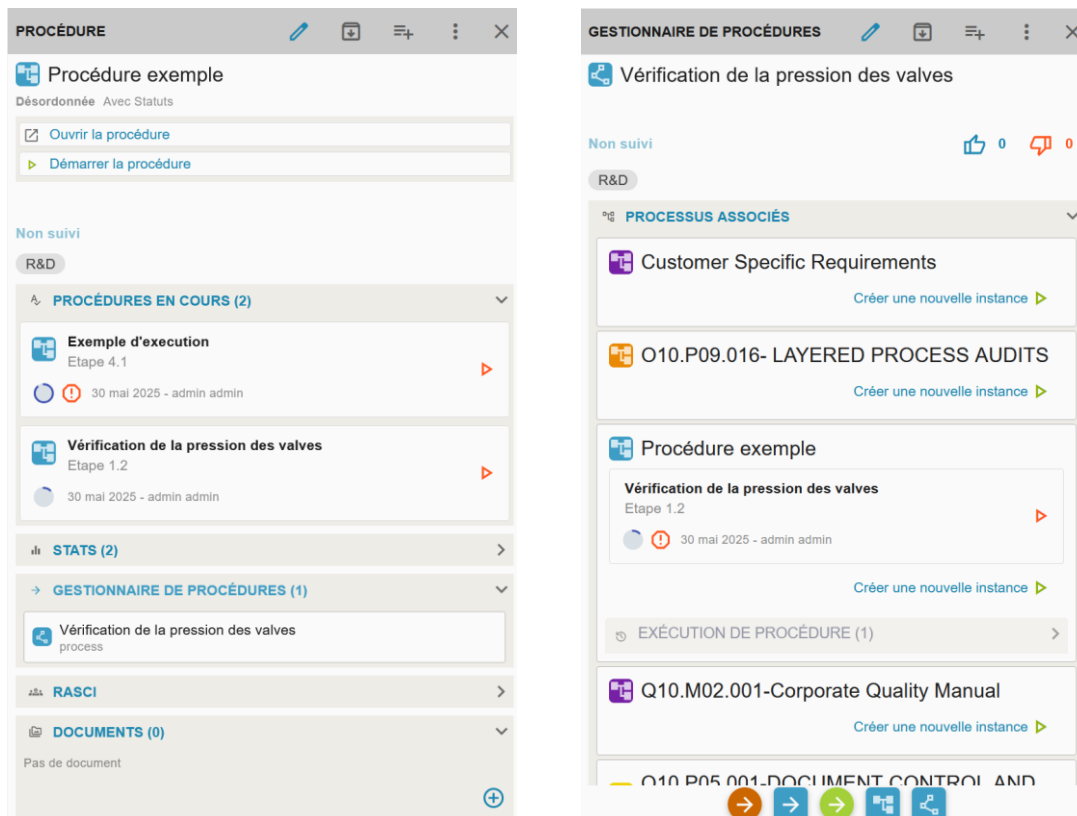 PROCÉDURE
Procédure exemple
Désordonnée Avec Statuts
Ouvrir la procédure
Démarrer la procédure
Non suivi
R&D
PROCÉDURES EN COURS (2)
Exemple d'execution
Etape 4.1
30 mai 2025 - admin admin
Vérification de la pression des valves
Etape 1.2
30 mai 2025 - admin admin
STATS (2)
GESTIONNAIRE DE PROCÉDURES (1)
Vérification de la pression des valves
process
RASCI
DOCUMENTS (0)
Pas de document
GESTIONNAIRE DE PROCÉDURES
Vérification de la pression des valves
Non suivi
0
0
R&D
PROCESSUS ASSOCIÉS
Customer Specific Requirements
Créer une nouvelle instance
O10.P09.016- LAYERED PROCESS AUDITS
Créer une nouvelle instance
Procédure exemple
Vérification de la pression des valves
Etape 1.2
30 mai 2025 - admin admin
Créer une nouvelle instance
EXÉCUTION DE PROCÉDURE (1)
Q10.M02.001-Corporate Quality Manual
Créer une nouvelle instance
O10.P05.001-DOCUMENT CONTROL AND